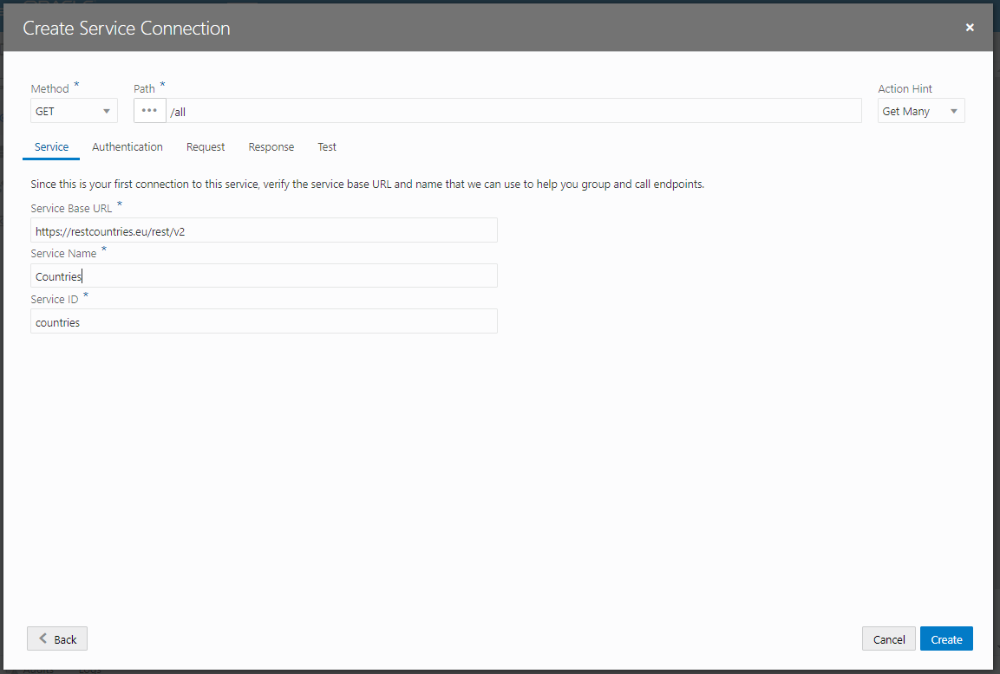 Create Service Connection
Method * Path * Action Hint
GET /all Get Many
Service Authentication Request Response Test
Since this is your first connection to this service, verify the service base URL and name that we can use to help you group and call endpoints.
Service Base URL *
https://restcountries.eu/rest/v2
Service Name *
Countries
Service ID *
countries
Back Cancel Create